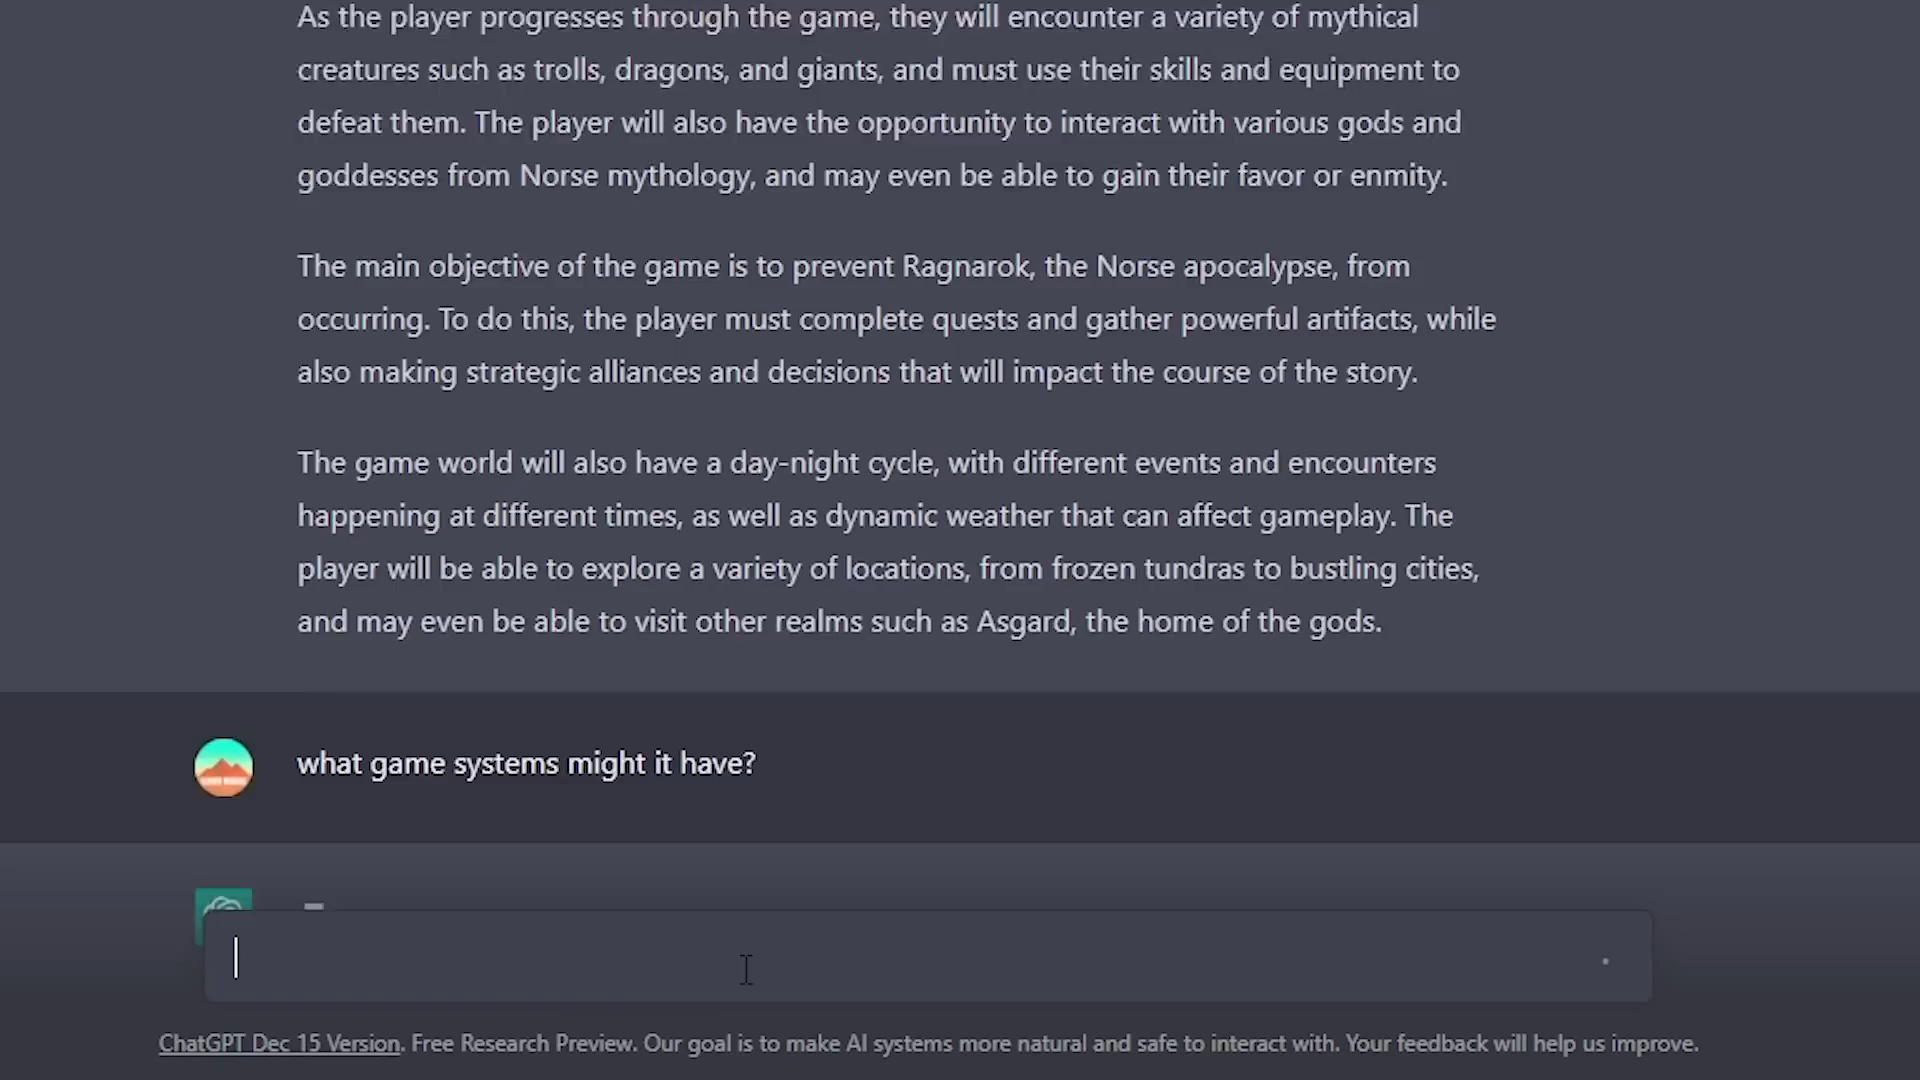 As the player progresses through the game, they will encounter a variety of mythical
creatures such as trolls, dragons, and giants, and must use their skills and equipment to
defeat them. The player will also have the opportunity to interact with various gods and
goddesses from Norse mythology, and may even be able to gain their favor or enmity.
The main objective of the game is to prevent Ragnarok, the Norse apocalypse, from
occurring. To do this, the player must complete quests and gather powerful artifacts, while
also making strategic alliances and decisions that will impact the course of the story.
The game world will also have a day-night cycle, with different events and encounters
happening at different times, as well as dynamic weather that can affect gameplay. The
player will be able to explore a variety of locations, from frozen tundras to bustling cities,
and may even be able to visit other realms such as Asgard, the home of the gods.
what game systems might it have?
ChatGPT Dec 15 Version. Free Research Preview. Our goal is to make AI systems more natural and safe to interact with. Your feedback will help us improve.